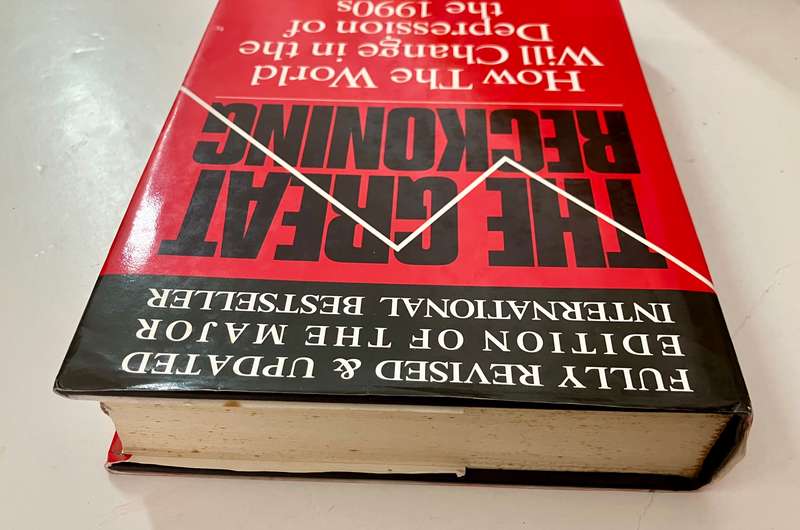 FULLY REVISED & UPDATED
EDITION OF THE MAJOR
INTERNATIONAL BESTSELLER
THE GREAT
RECKONING
How The World
Will Change in the
Depression of
the 1990s